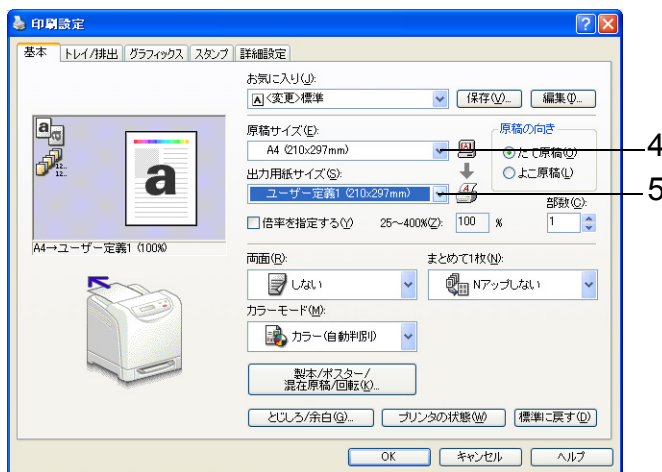 印刷設定
基本 トレイ/排出 グラフィックス スタンプ 詳細設定
お気に入り(J):
<変更>標準 保存(V)... 編集(I)...
原稿サイズ(E): 原稿の向き
A4 (210x297mm) たて原稿(O) 4
出力用紙サイズ(S): よこ原稿(L)
ユーザー定義1 (210x297mm) 5
部数(C):
倍率を指定する(Y) 25～400%(Z): 100 % 1
A4→ユーザー定義1 (100%)
両面(R): まとめて1枚(N):
しない Nアップしない
カラーモード(M):
カラー(自動判別)
製本/ポスター/
混在原稿/回転(K)...
とじしろ/余白(G)... プリンタの状態(W) 標準に戻す(D)
OK キャンセル ヘルプ